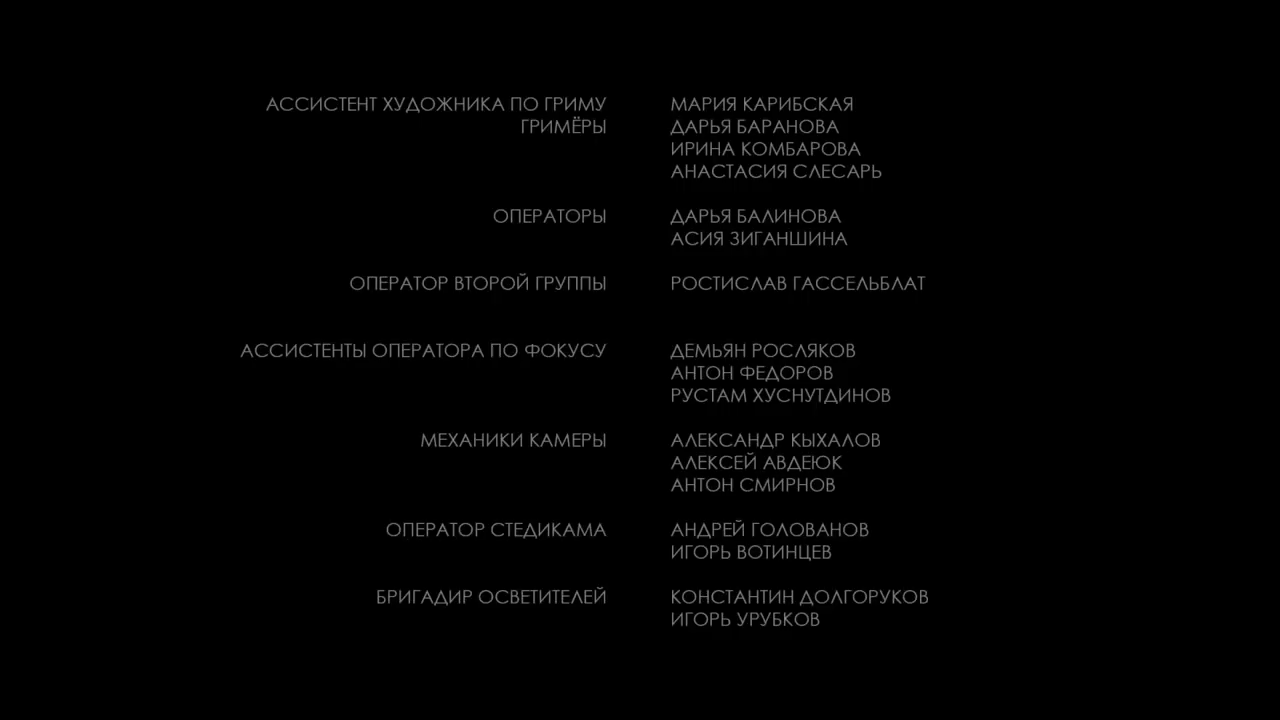 АССИСТЕНТ ХУДОЖНИКА ПО ГРИМУ МАРИЯ КАРИБСКАЯ
ГРИМЁРЫ ДАРЬЯ БАРАНОВА
ИРИНА КОМБАРОВА
АНАСТАСИЯ СЛЕСАРЬ
ОПЕРАТОРЫ ДАРЬЯ БАЛИНОВА
АСИЯ ЗИГАНШИНА
ОПЕРАТОР ВТОРОЙ ГРУППЫ РОСТИСЛАВ ГАССЕЛЬБЛАТ
АССИСТЕНТЫ ОПЕРАТОРА ПО ФОКУСУ ДЕМЬЯН РОСЛЯКОВ
АНТОН ФЕДОРОВ
РУСТАМ ХУСНУТДИНОВ
МЕХАНИКИ КАМЕРЫ АЛЕКСАНДР КЫХАЛОВ
АЛЕКСЕЙ АВДЕЮК
АНТОН СМИРНОВ
ОПЕРАТОР СТЕДИКАМА АНДРЕЙ ГОЛОВАНОВ
ИГОРЬ ВОТИНЦЕВ
БРИГАДИР ОСВЕТИТЕЛЕЙ КОНСТАНТИН ДОЛГОРУКОВ
ИГОРЬ УРУБКОВ